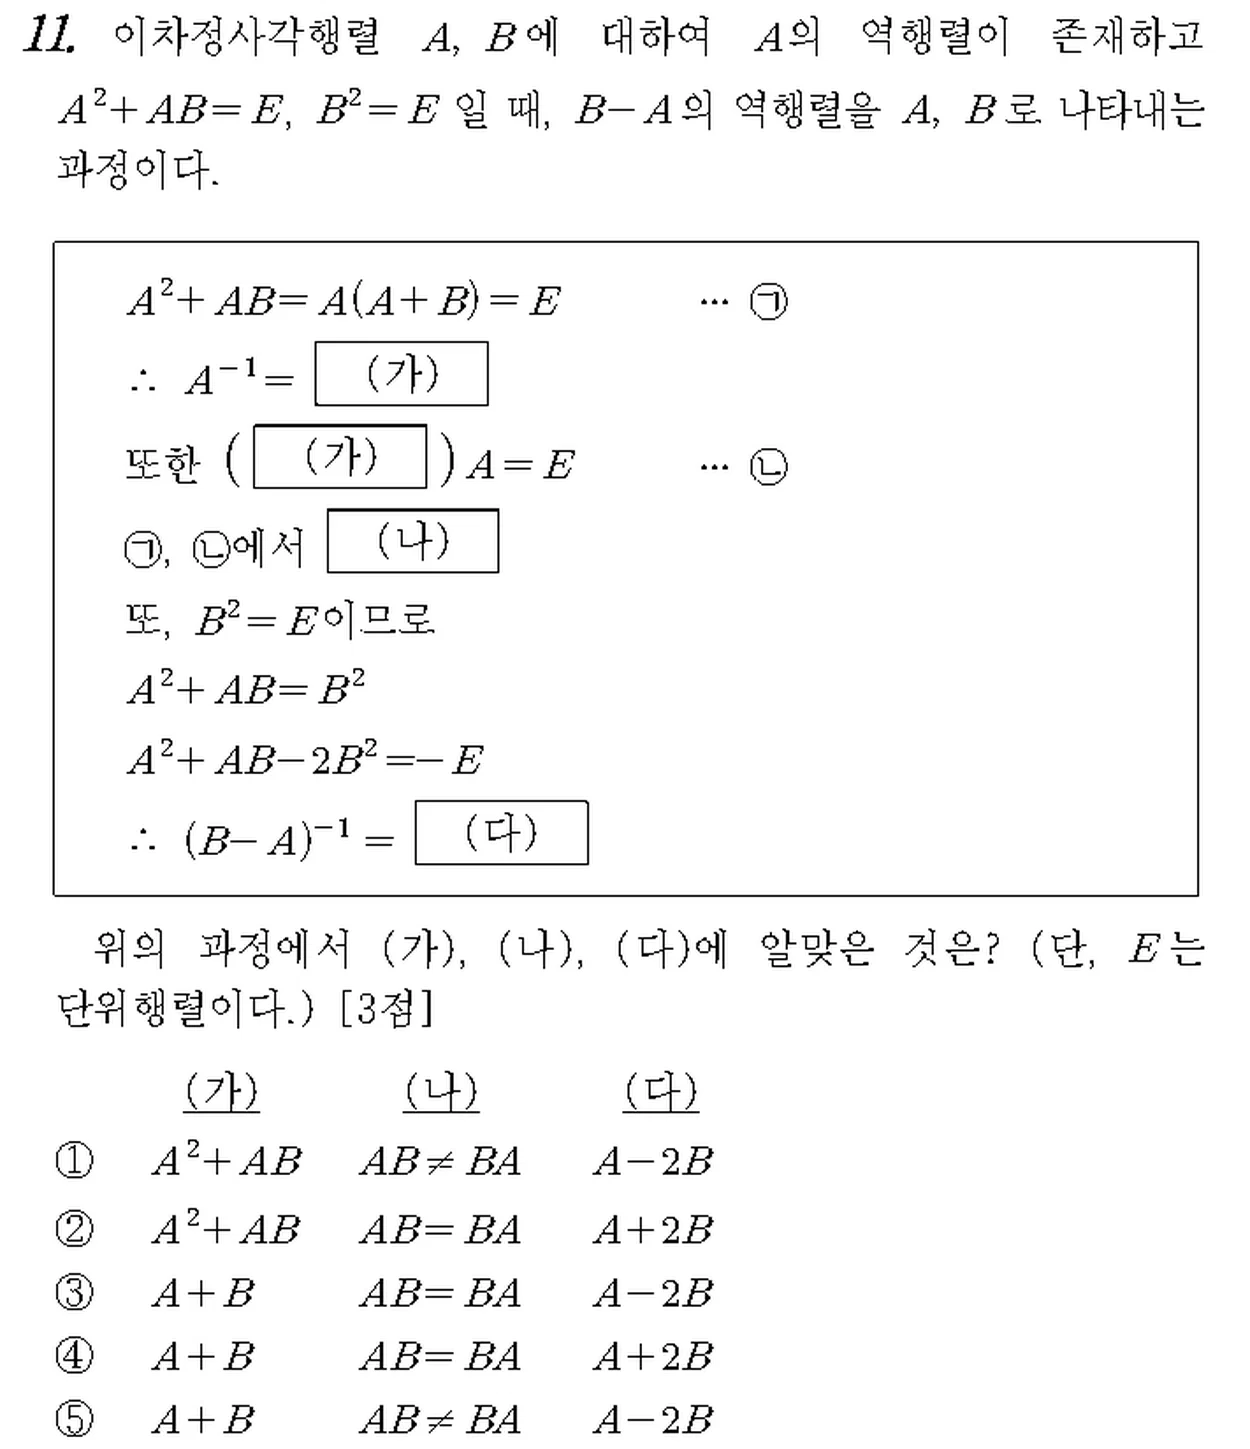 11. 이차정사각행렬 A, B에 대하여 A의 역행렬이 존재하고
A²+AB=E, B²=E 일 때, B-A의 역행렬을 A, B로 나타내는
과정이다.
A²+AB=A(A+B)=E … ㉠
∴ A⁻¹= (가)
또한 ( (가) )A=E … ㉡
㉠, ㉡에서 (나)
또, B²=E이므로
A²+AB=B²
A²+AB-2B²=-E
∴ (B-A)⁻¹ = (다)
위의 과정에서 (가), (나), (다)에 알맞은 것은? (단, E는
단위행렬이다.) [3점]
(가) (나) (다)
① A²+AB AB≠BA A-2B
② A²+AB AB=BA A+2B
③ A+B AB=BA A-2B
④ A+B AB=BA A+2B
⑤ A+B AB≠BA A-2B